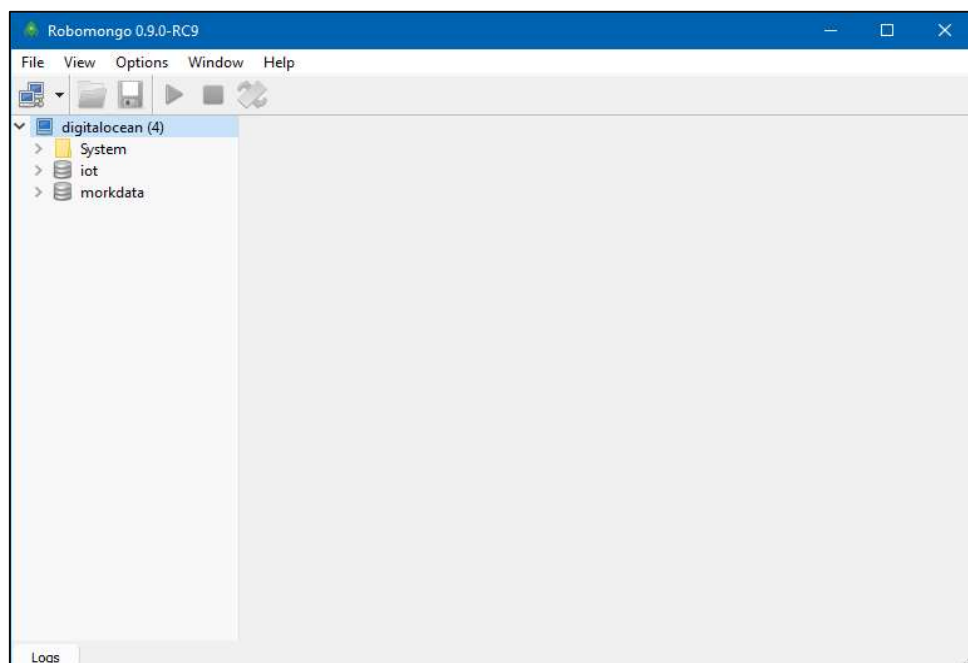 Robomongo 0.9.0-RC9
File View Options Window Help
digitalocean (4)
System
iot
morkdata
Logs